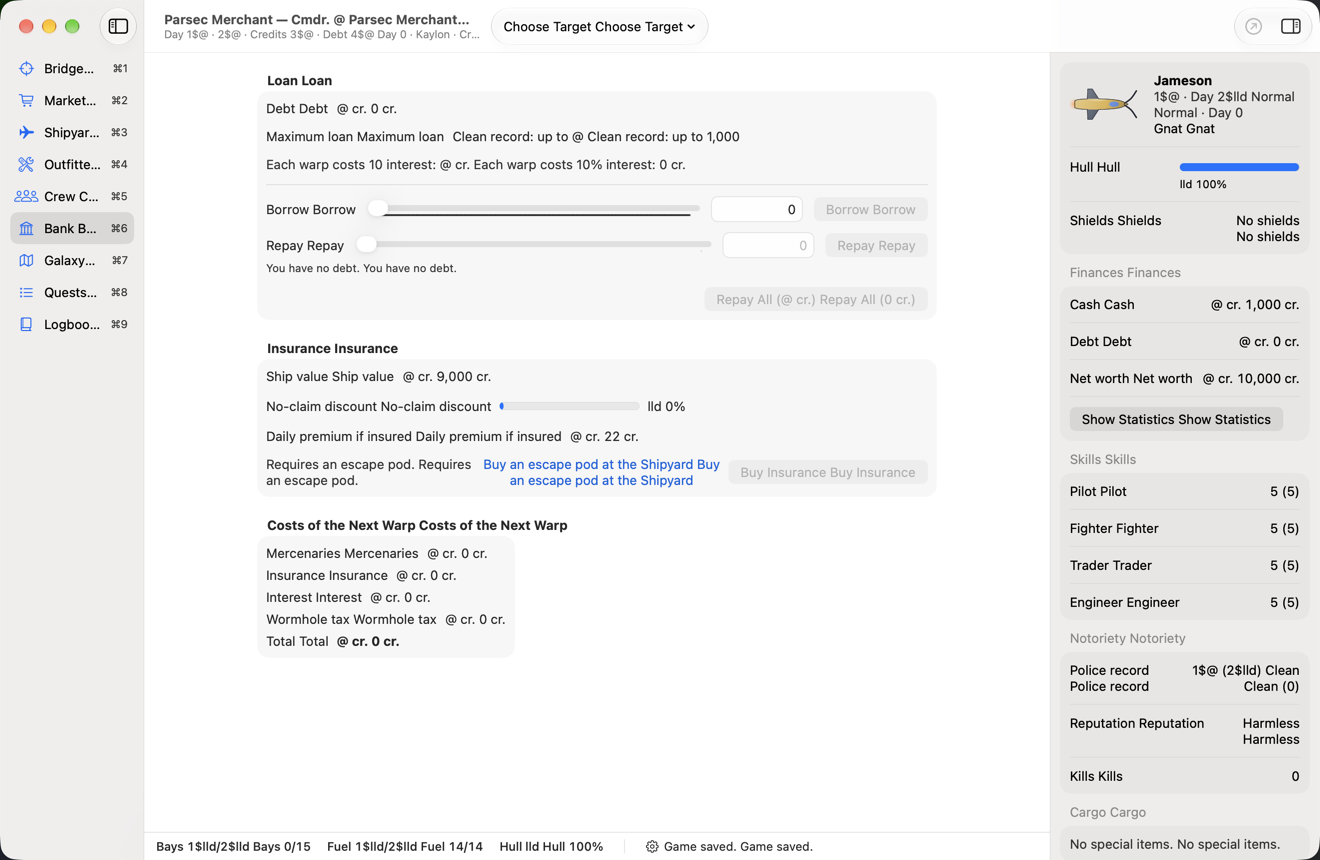 Parsec Merchant — Cmdr. @ Parsec Merchant...
Day 1$@ · 2$@ · Credits 3$@ · Debt 4$@ Day 0 · Kaylon · Cr...
Choose Target Choose Target
Bridge... ⌘1
Market... ⌘2
Shipyar... ⌘3
Outfitte... ⌘4
Crew C... ⌘5
Bank B... ⌘6
Galaxy... ⌘7
Quests... ⌘8
Logboo... ⌘9
Loan Loan
Debt Debt @ cr. 0 cr.
Maximum loan Maximum loan Clean record: up to @ Clean record: up to 1,000
Each warp costs 10 interest: @ cr. Each warp costs 10% interest: 0 cr.
Borrow Borrow 0 Borrow Borrow
Repay Repay 0 Repay Repay
You have no debt. You have no debt.
Repay All (@ cr.) Repay All (0 cr.)
Insurance Insurance
Ship value Ship value @ cr. 9,000 cr.
No-claim discount No-claim discount lld 0%
Daily premium if insured Daily premium if insured @ cr. 22 cr.
Requires an escape pod. Requires
an escape pod.
Buy an escape pod at the Shipyard Buy
an escape pod at the Shipyard
Buy Insurance Buy Insurance
Costs of the Next Warp Costs of the Next Warp
Mercenaries Mercenaries @ cr. 0 cr.
Insurance Insurance @ cr. 0 cr.
Interest Interest @ cr. 0 cr.
Wormhole tax Wormhole tax @ cr. 0 cr.
Total Total @ cr. 0 cr.
Jameson
1$@ · Day 2$lld Normal
Normal · Day 0
Gnat Gnat
Hull Hull
lld 100%
Shields Shields No shields
No shields
Finances Finances
Cash Cash @ cr. 1,000 cr.
Debt Debt @ cr. 0 cr.
Net worth Net worth @ cr. 10,000 cr.
Show Statistics Show Statistics
Skills Skills
Pilot Pilot 5 (5)
Fighter Fighter 5 (5)
Trader Trader 5 (5)
Engineer Engineer 5 (5)
Notoriety Notoriety
Police record 1$@ (2$lld) Clean
Police record Clean (0)
Reputation Reputation Harmless
Harmless
Kills Kills 0
Cargo Cargo
No special items. No special items.
Bays 1$lld/2$lld Bays 0/15 Fuel 1$lld/2$lld Fuel 14/14 Hull lld Hull 100% Game saved. Game saved.